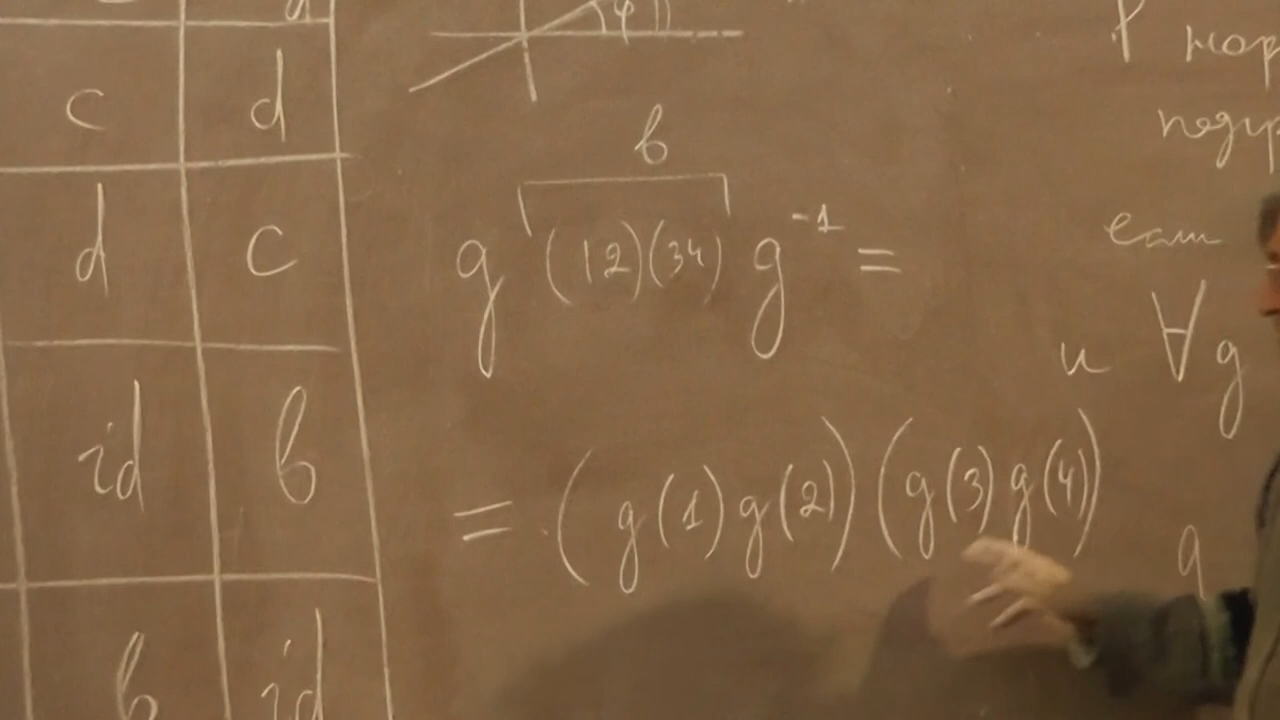 c d
d c
id b
b id
φ
b
g (12)(34) g⁻¹ =
= (g(1) g(2)) (g(3) g(4))
если
и ∀ g
g